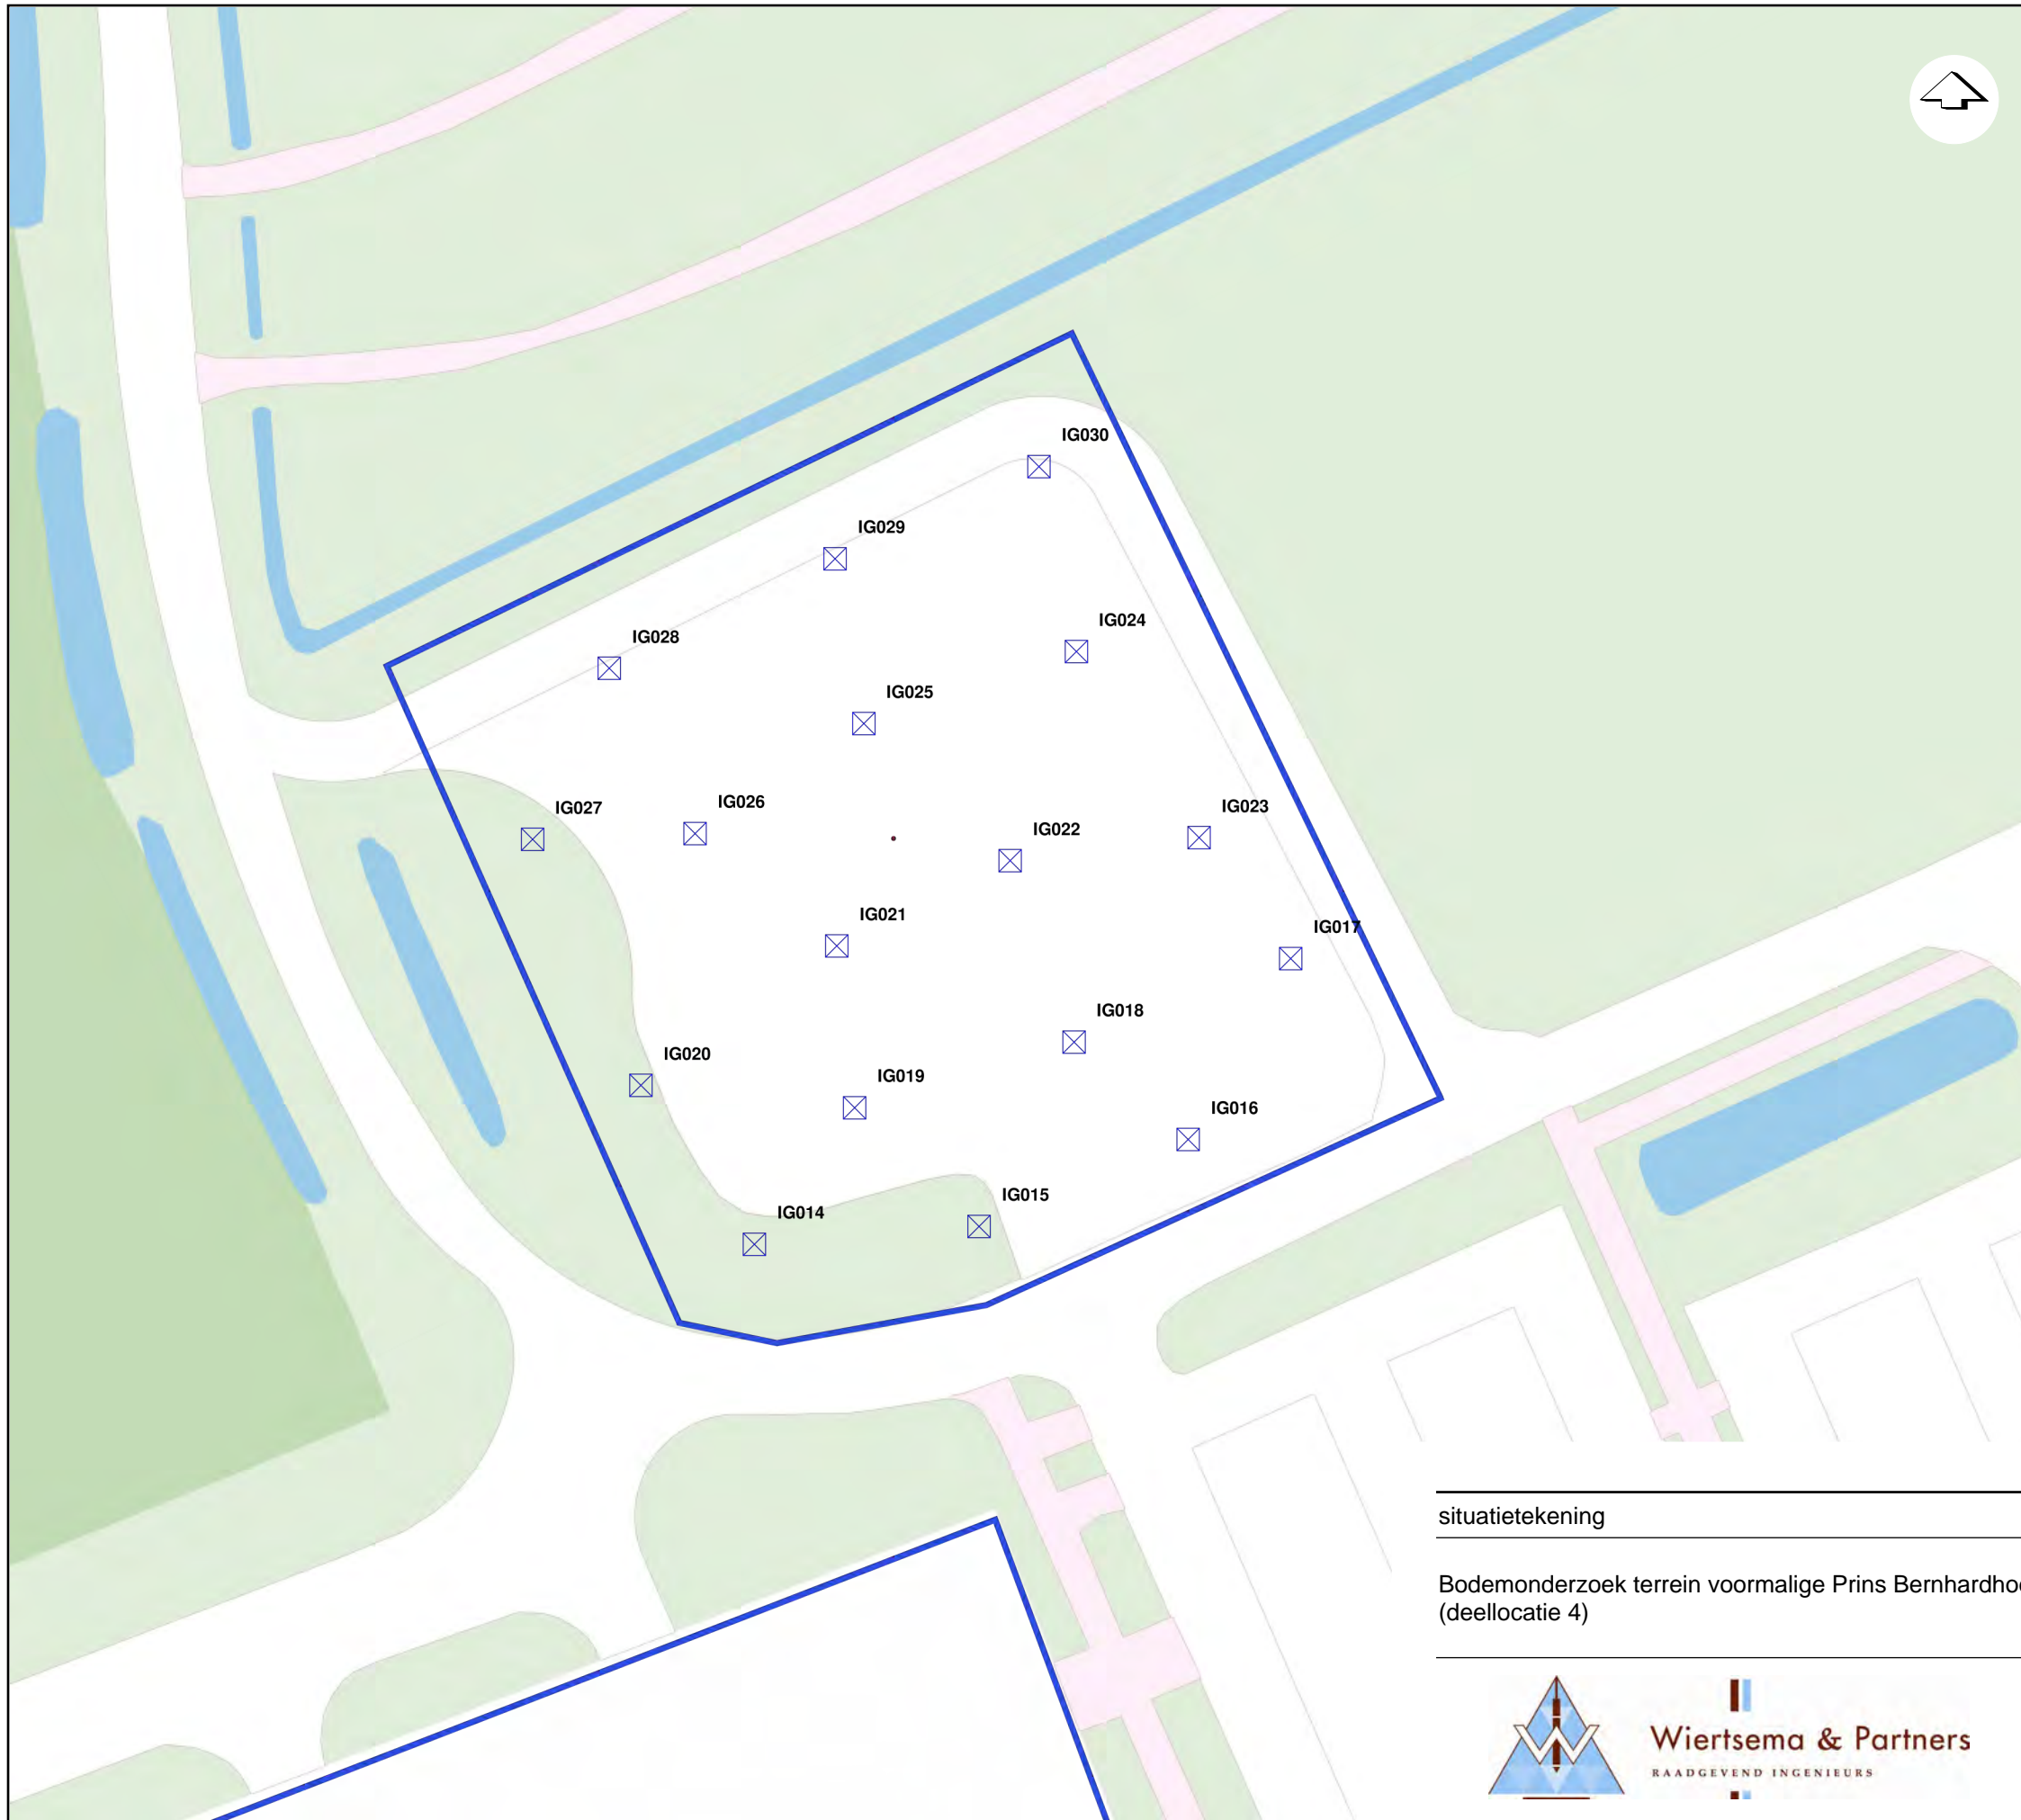 IG030
IG029
IG024
IG028
IG025
IG026
IG027
IG023
IG022
IG021
IG017
IG018
IG020
IG019
IG016
IG015
IG014
situatietekening
Bodemonderzoek terrein voormalige Prins Bernhardhoe
(deellocatie 4)
Wiertsema & Partners
RAADGEVEND INGENIEURS